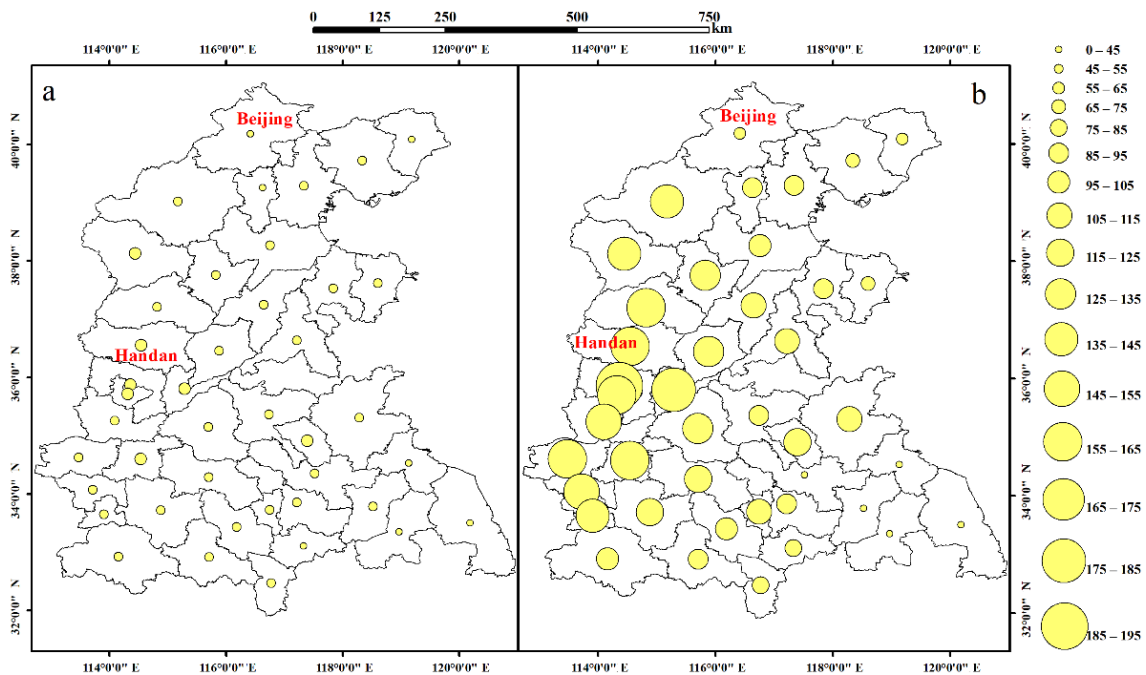 0 125 250 500 750
km
114°0'0" E 116°0'0" E 118°0'0" E 120°0'0" E 114°0'0" E 116°0'0" E 118°0'0" E 120°0'0" E
a
b
Beijing
Beijing
Handan
Handan
40°0'0" N
38°0'0" N
36°0'0" N
34°0'0" N
32°0'0" N
40°0'0" N
38°0'0" N
36°0'0" N
34°0'0" N
32°0'0" N
114°0'0" E 116°0'0" E 118°0'0" E 120°0'0" E 114°0'0" E 116°0'0" E 118°0'0" E 120°0'0" E
0 – 45
45 – 55
55 – 65
65 – 75
75 – 85
85 – 95
95 – 105
105 – 115
115 – 125
125 – 135
135 – 145
145 – 155
155 – 165
165 – 175
175 – 185
185 – 195